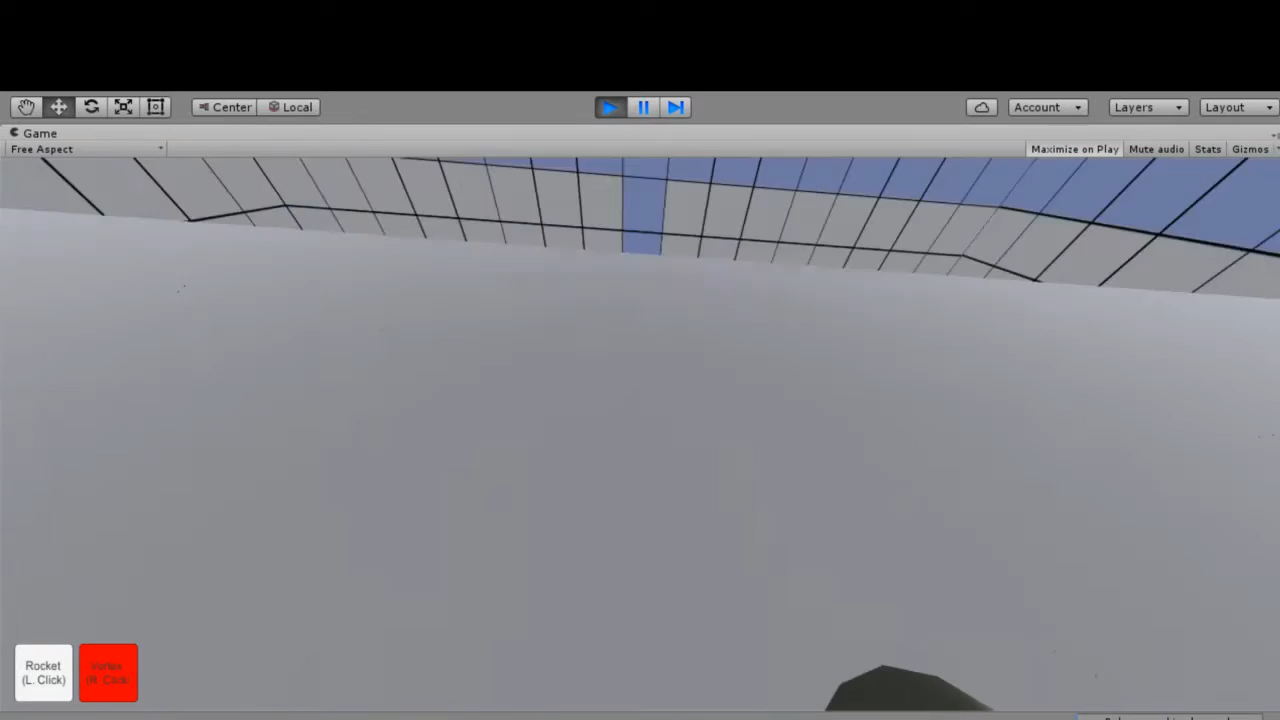 Center Local Account Layers Layout
Game
Free Aspect Maximize on Play Mute audio Stats Gizmos
Rocket Vortex
(L. Click) (R. Click)